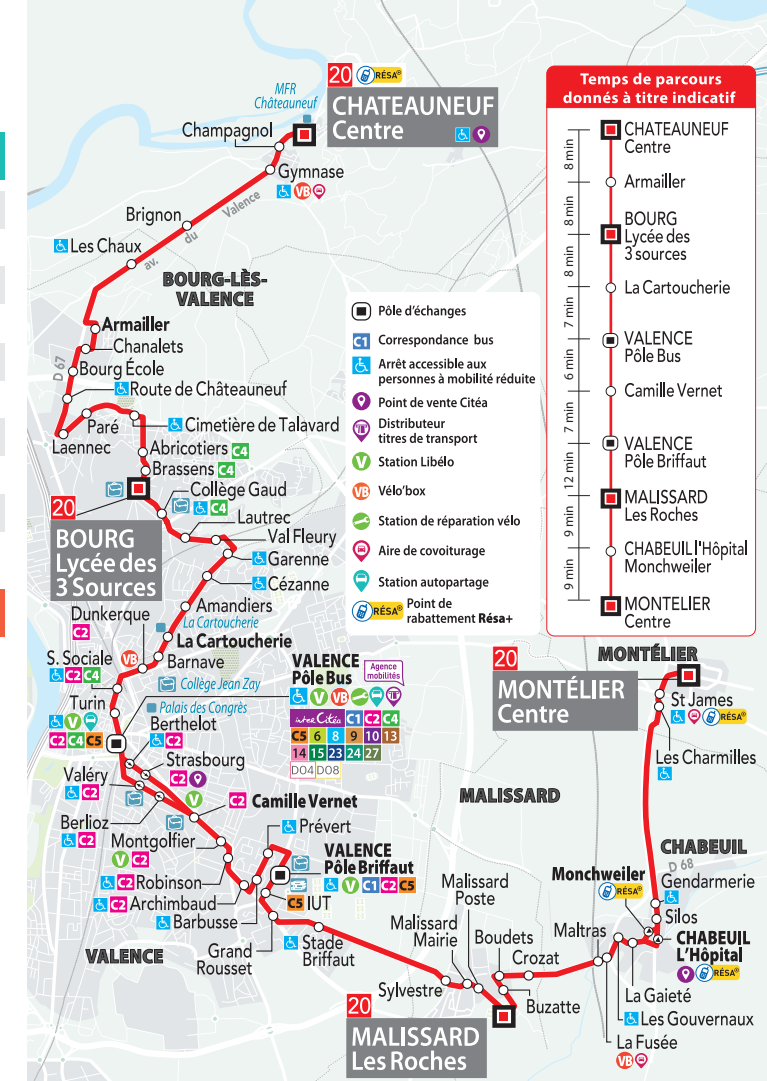 20 RÉSA®
CHATEAUNEUF
Centre
MFR
Châteauneuf
Champagnol
Gymnase
VB
Brignon
av. du Valence
Les Chaux
BOURG-LÈS-
VALENCE
Armailler
Chanalets
D 67
Bourg École
Route de Châteauneuf
Paré
Cimetière de Talavard
Laennec
Abricotiers C4
Brassens C4
20
BOURG
Lycée des
3 Sources
Collège Gaud
C4
Lautrec
Val Fleury
Garenne
Cézanne
Amandiers
La Cartoucherie
La Cartoucherie
Dunkerque
C2
VB
Barnave
S. Sociale
C2 C4
Collège Jean Zay
Palais des Congrès
Turin
V
C2 C4 C5
Berthelot
C2
Strasbourg
C2
V
Valéry
C2
Berlioz
C2
C2 Camille Vernet
Montgolfier
V C2
C2 Robinson
C2 Archimbaud
Barbusse
Prévert
VALENCE
Pôle Bus
Agence
mobilités
V VB
inter Citéa C1 C2 C4
C5 6 8 9 10 13
14 15 23 24 27
D04 D08
VALENCE
Pôle Briffaut
V C1 C2 C5
C5 IUT
VALENCE
Grand
Rousset
Stade
Briffaut
Sylvestre
Malissard
Mairie
Malissard
Poste
20
MALISSARD
Les Roches
Boudets
Buzatte
Crozat
Maltras
MALISSARD
La Fusée
VB
Les Gouvernaux
La Gaieté
CHABEUIL
L'Hôpital
RÉSA®
Monchweiler
RÉSA®
Silos
Gendarmerie
D 68
CHABEUIL
Les Charmilles
St James
RÉSA®
MONTÉLIER
20
MONTÉLIER
Centre
Pôle d'échanges
C1 Correspondance bus
Arrêt accessible aux
personnes à mobilité réduite
Point de vente Citéa
Distributeur
titres de transport
V Station Libélo
VB Vélo'box
Station de réparation vélo
Aire de covoiturage
Station autopartage
RÉSA® Point de
rabattement Résa+
Temps de parcours
donnés à titre indicatif
CHATEAUNEUF
Centre
8 min
Armailler
8 min
BOURG
Lycée des
3 sources
8 min
La Cartoucherie
7 min
VALENCE
Pôle Bus
6 min
Camille Vernet
7 min
VALENCE
Pôle Briffaut
12 min
MALISSARD
Les Roches
9 min
CHABEUIL l'Hôpital
Monchweiler
9 min
MONTELIER
Centre